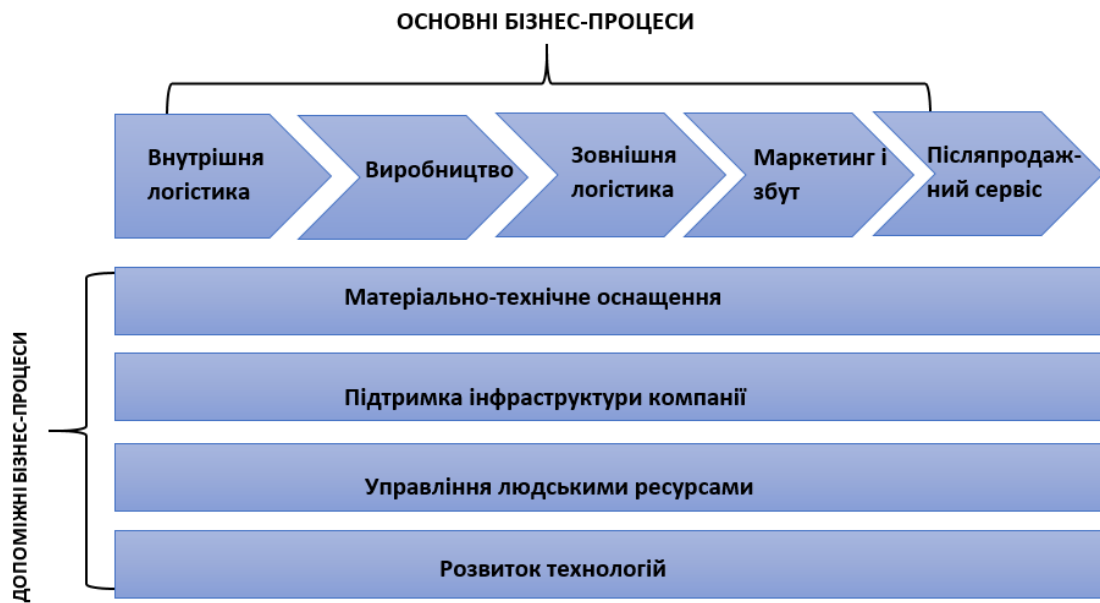 ОСНОВНІ БІЗНЕС-ПРОЦЕСИ
Внутрішня
логістика
Виробництво
Зовнішня
логістика
Маркетинг і
збут
Післяпродаж-
ний сервіс
ДОПОМІЖНІ БІЗНЕС-ПРОЦЕСИ
Матеріально-технічне оснащення
Підтримка інфраструктури компанії
Управління людськими ресурсами
Розвиток технологій